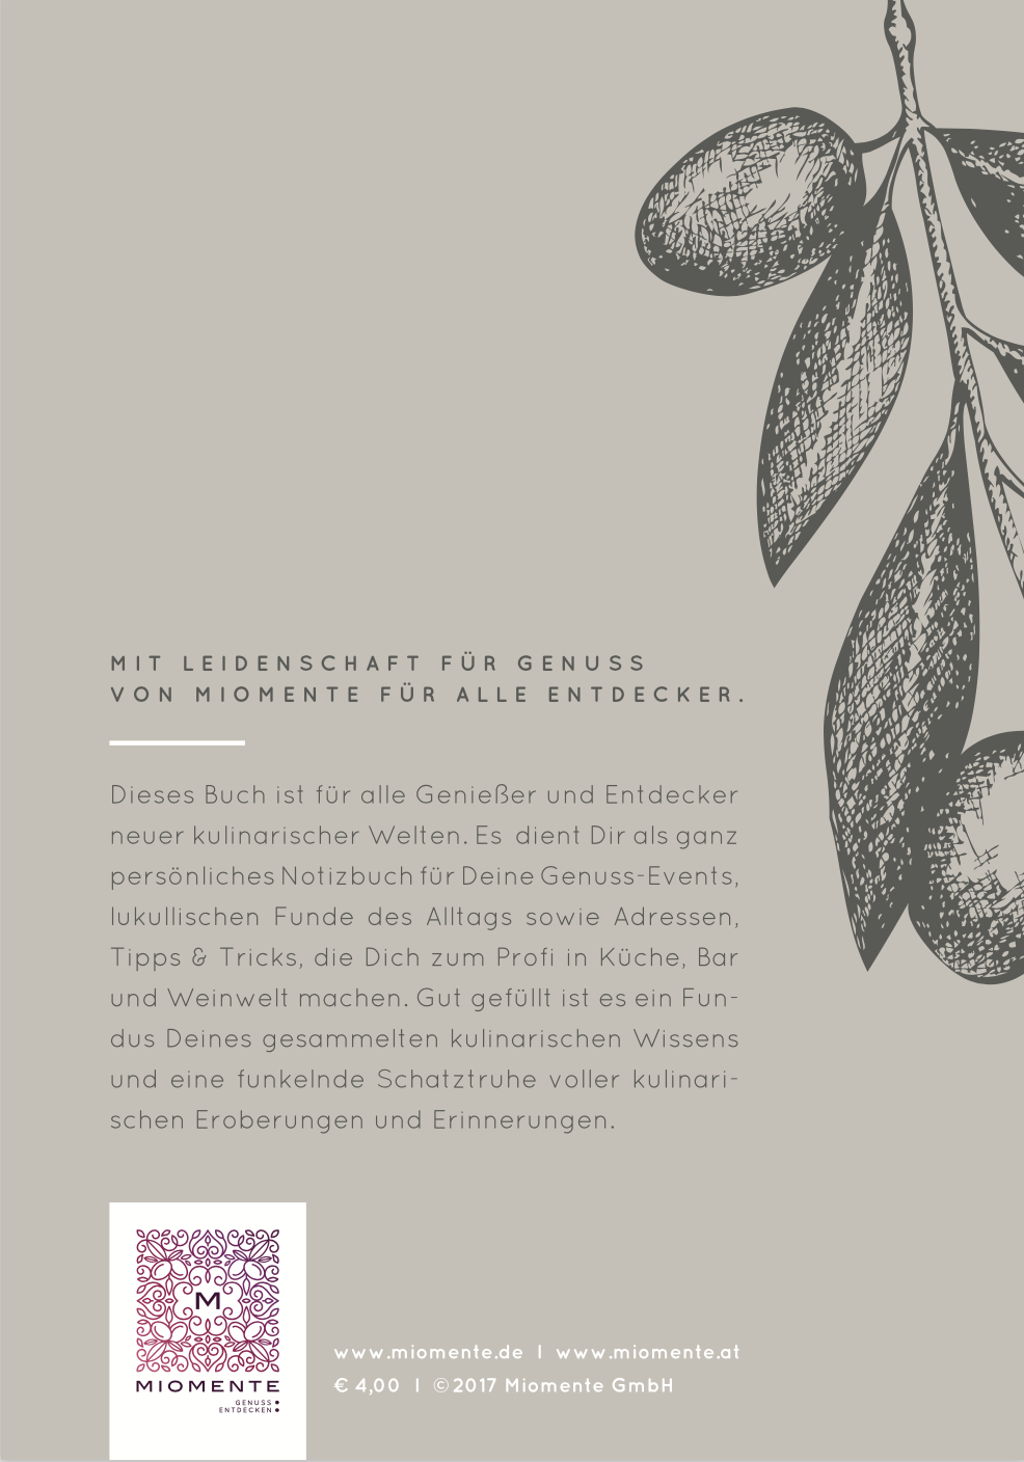 MIT LEIDENSCHAFT FÜR GENUSS
VON MIOMENTE FÜR ALLE ENTDECKER.
Dieses Buch ist für alle Genießer und Entdecker
neuer kulinarischer Welten. Es dient Dir als ganz
persönliches Notizbuch für Deine Genuss-Events,
lukullischen Funde des Alltags sowie Adressen,
Tipps & Tricks, die Dich zum Profi in Küche, Bar
und Weinwelt machen. Gut gefüllt ist es ein Fun-
dus Deines gesammelten kulinarischen Wissens
und eine funkelnde Schatztruhe voller kulinari-
schen Eroberungen und Erinnerungen.
M
MIOMENTE
GENUSS
ENTDECKEN
www.miomente.de | www.miomente.at
€ 4,00 | ©2017 Miomente GmbH